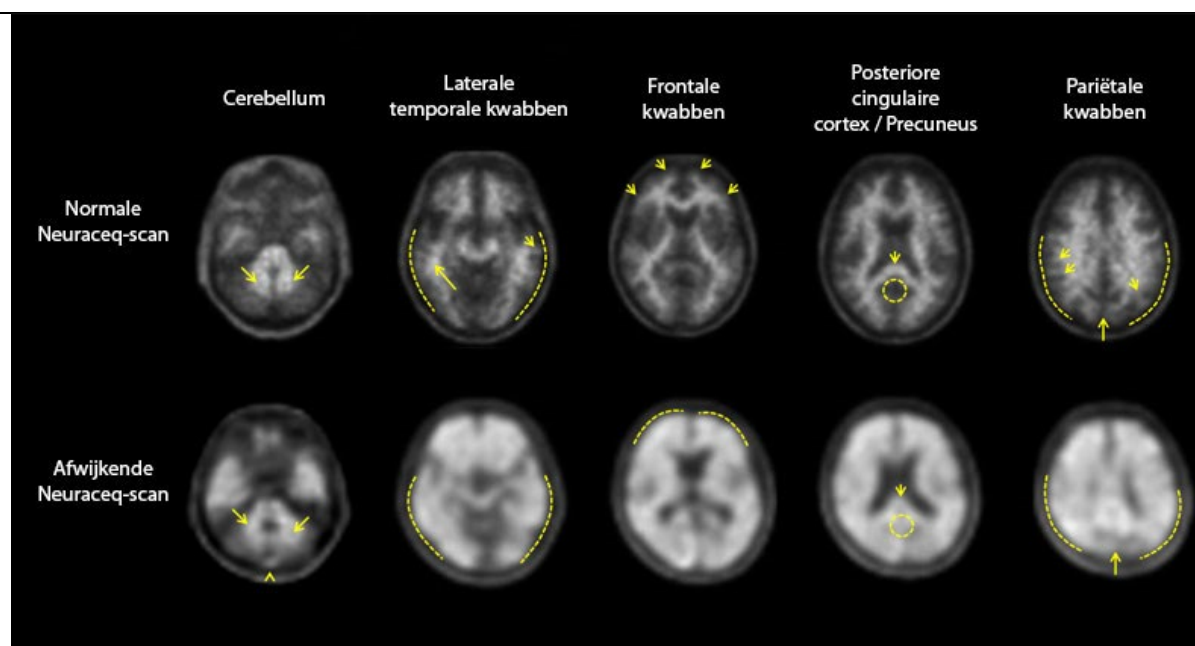 Cerebellum
Laterale
temporale kwabben
Frontale
kwabben
Posteriore
cingulaire
cortex / Precuneus
Pariëtale
kwabben
Normale
Neuraceq-scan
Afwijkende
Neuraceq-scan